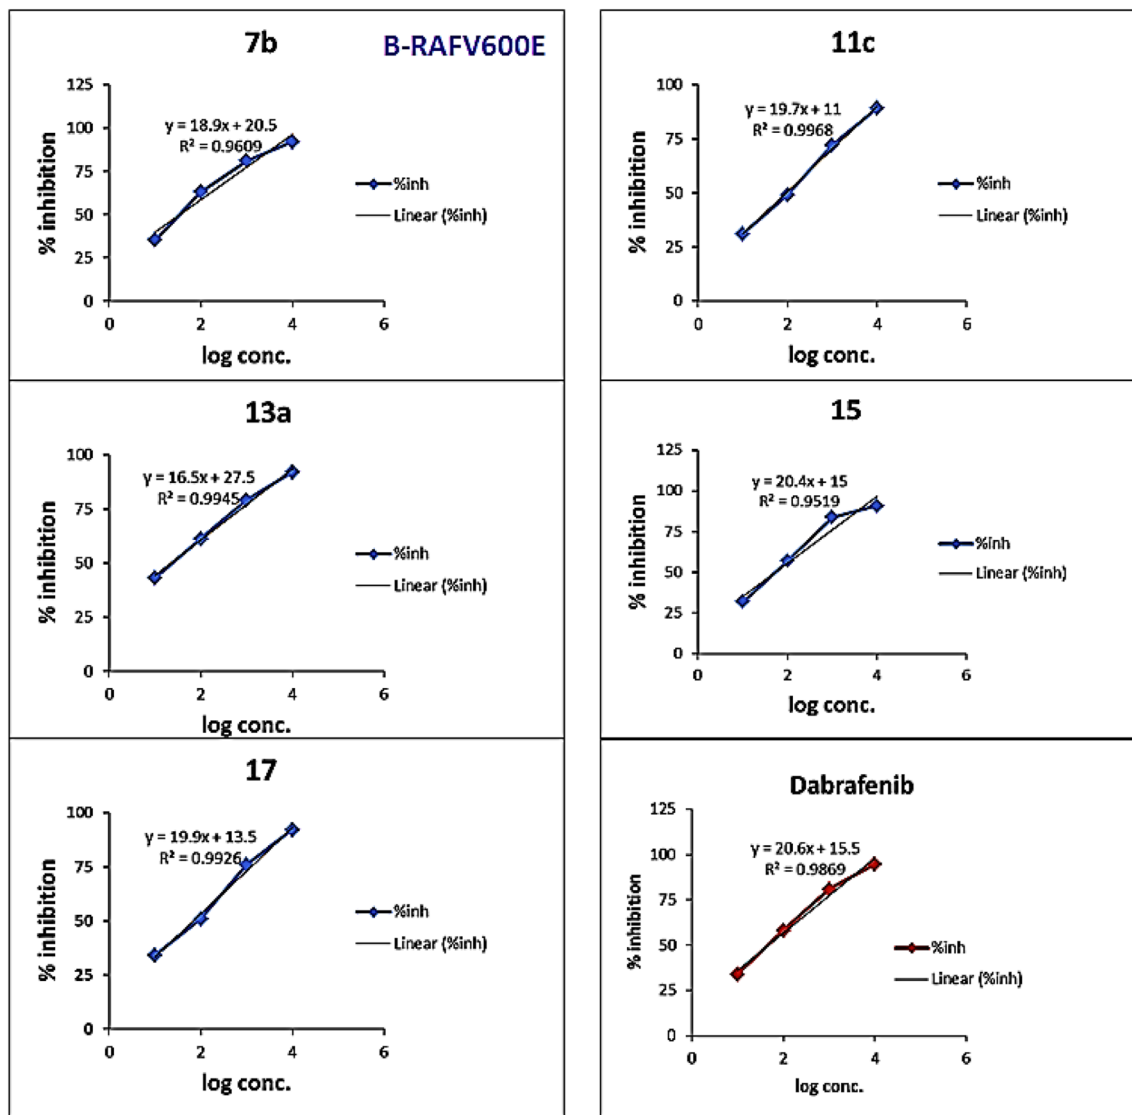 7b
B-RAFV600E
125
100
75
50
25
0
0
2
4
6
% inhibition
log conc.
y = 18.9x + 20.5
R² = 0.9609
%inh
Linear (%inh)
11c
100
75
50
25
0
0
2
4
6
% inhibition
log conc.
y = 19.7x + 11
R² = 0.9968
%inh
Linear (%inh)
13a
100
75
50
25
0
0
2
4
6
% inhibition
log conc.
y = 16.5x + 27.5
R² = 0.9945
%inh
Linear (%inh)
15
125
100
75
50
25
0
0
2
4
6
% inhibition
log conc.
y = 20.4x + 15
R² = 0.9519
%inh
Linear (%inh)
17
100
75
50
25
0
0
2
4
6
% inhibition
log conc.
y = 19.9x + 13.5
R² = 0.9926
%inh
Linear (%inh)
Dabrafenib
125
100
75
50
25
0
0
2
4
6
% inhibition
log conc.
y = 20.6x + 15.5
R² = 0.9869
%inh
Linear (%inh)